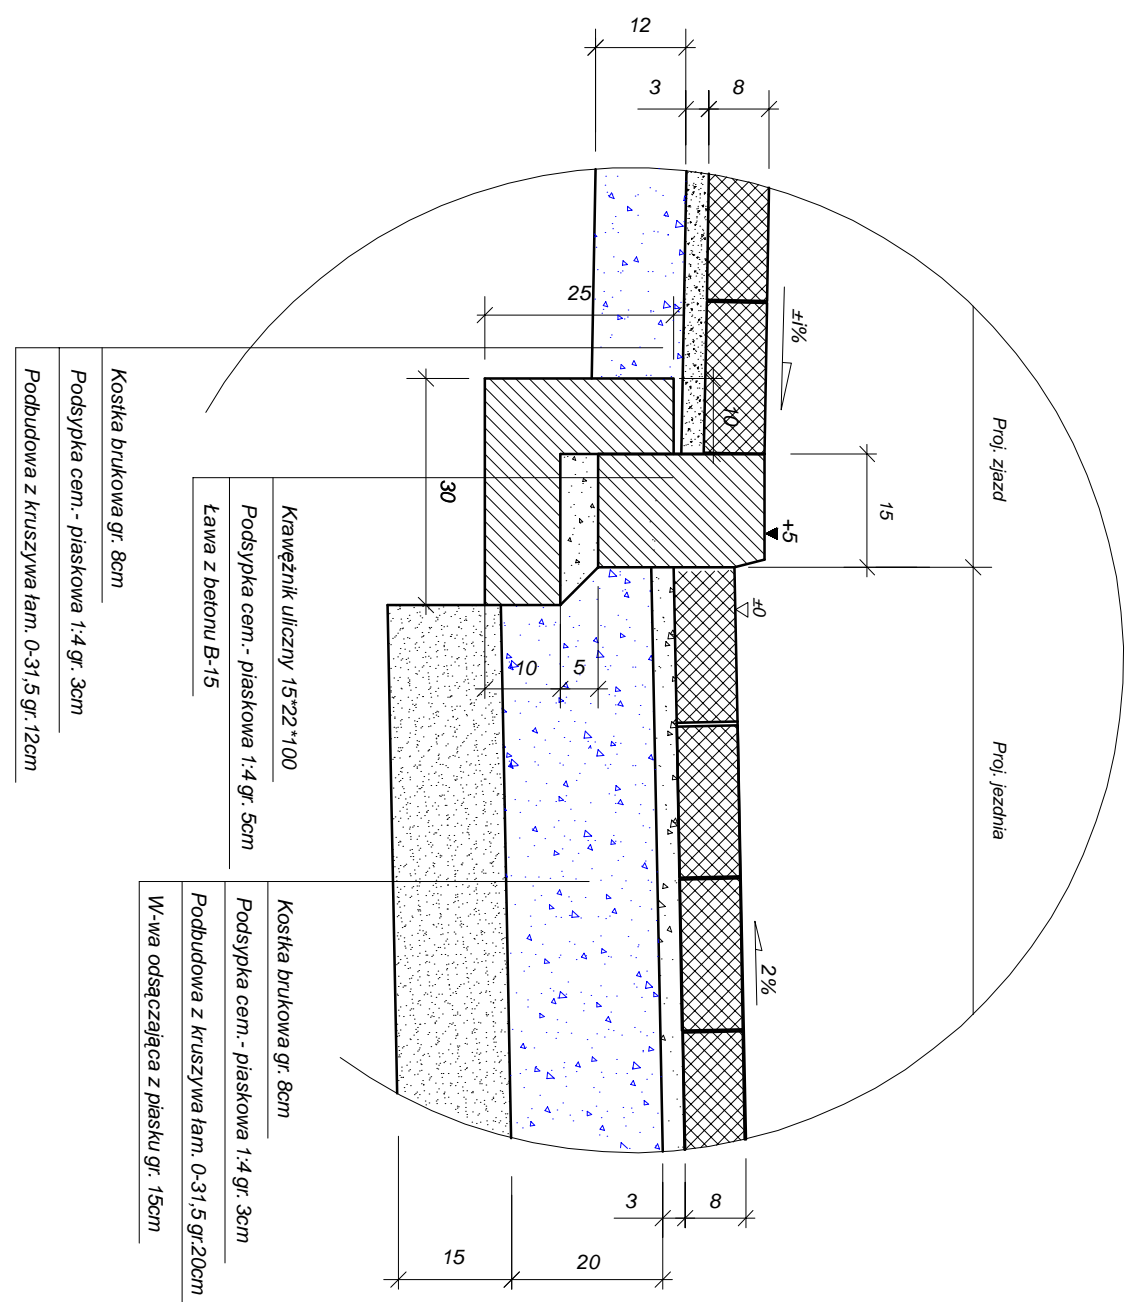 12
3
8
25
±i%
10
Proj. zjazd
15
+5
±0
30
10
5
Proj. jezdnia
2%
Kostka brukowa gr. 8cm
Podsypka cem.- piaskowa 1:4 gr. 3cm
Podbudowa z kruszywa łam. 0-31,5 gr.12cm
Krawężnik uliczny 15*22*100
Podsypka cem.- piaskowa 1:4 gr. 5cm
Ława z betonu B-15
Kostka brukowa gr. 8cm
Podsypka cem.- piaskowa 1:4 gr. 3cm
Podbudowa z kruszywa łam. 0-31,5 gr.20cm
W-wa odsączająca z piasku gr. 15cm
3
8
15
20